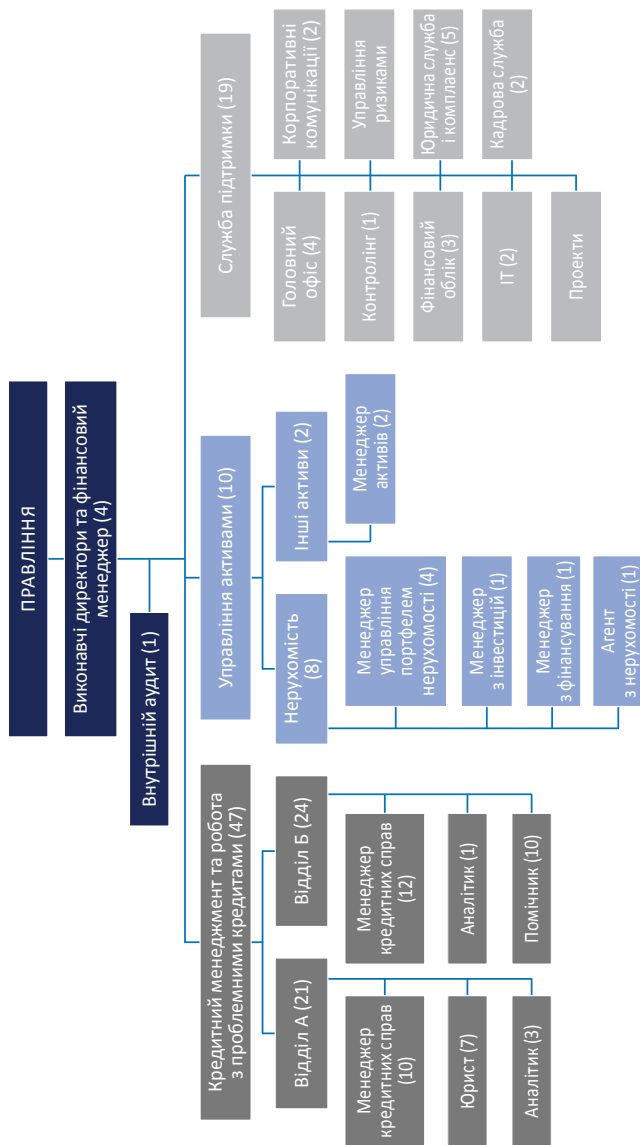 ПРАВЛІННЯ
Виконавчі директори та фінансовий
менеджер (4)
Внутрішній аудит (1)
Кредитний менеджмент та робота
з проблемними кредитами (47)
Відділ А (21)
Менеджер
кредитних справ
(10)
Юрист (7)
Аналітик (3)
Відділ Б (24)
Менеджер
кредитних справ
(12)
Аналітик (1)
Помічник (10)
Управління активами (10)
Нерухомість
(8)
Менеджер
управління
портфелем
нерухомості (4)
Менеджер
з інвестицій (1)
Менеджер
з фінансування (1)
Агент
з нерухомості (1)
Інші активи (2)
Менеджер
активів (2)
Служба підтримки (19)
Головний
офіс (4)
Корпоративні
комунікації (2)
Контролінг (1)
Управління
ризиками
Фінансовий
облік (3)
Юридична служба
і комплаенс (5)
ІТ (2)
Кадрова служба
(2)
Проекти